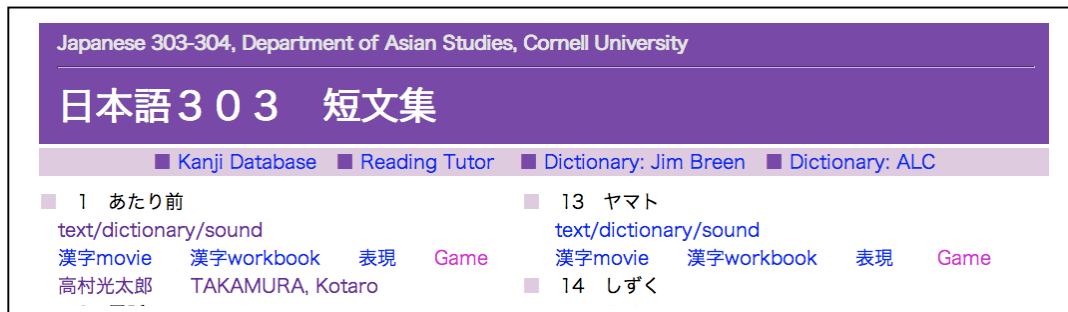 Japanese 303-304, Department of Asian Studies, Cornell University
日本語３０３　短文集
■ Kanji Database ■ Reading Tutor ■ Dictionary: Jim Breen ■ Dictionary: ALC
1　あたり前
text/dictionary/sound
漢字movie　漢字workbook　表現　Game
高村光太郎　TAKAMURA, Kotaro
13　ヤマト
text/dictionary/sound
漢字movie　漢字workbook　表現　Game
14　しずく